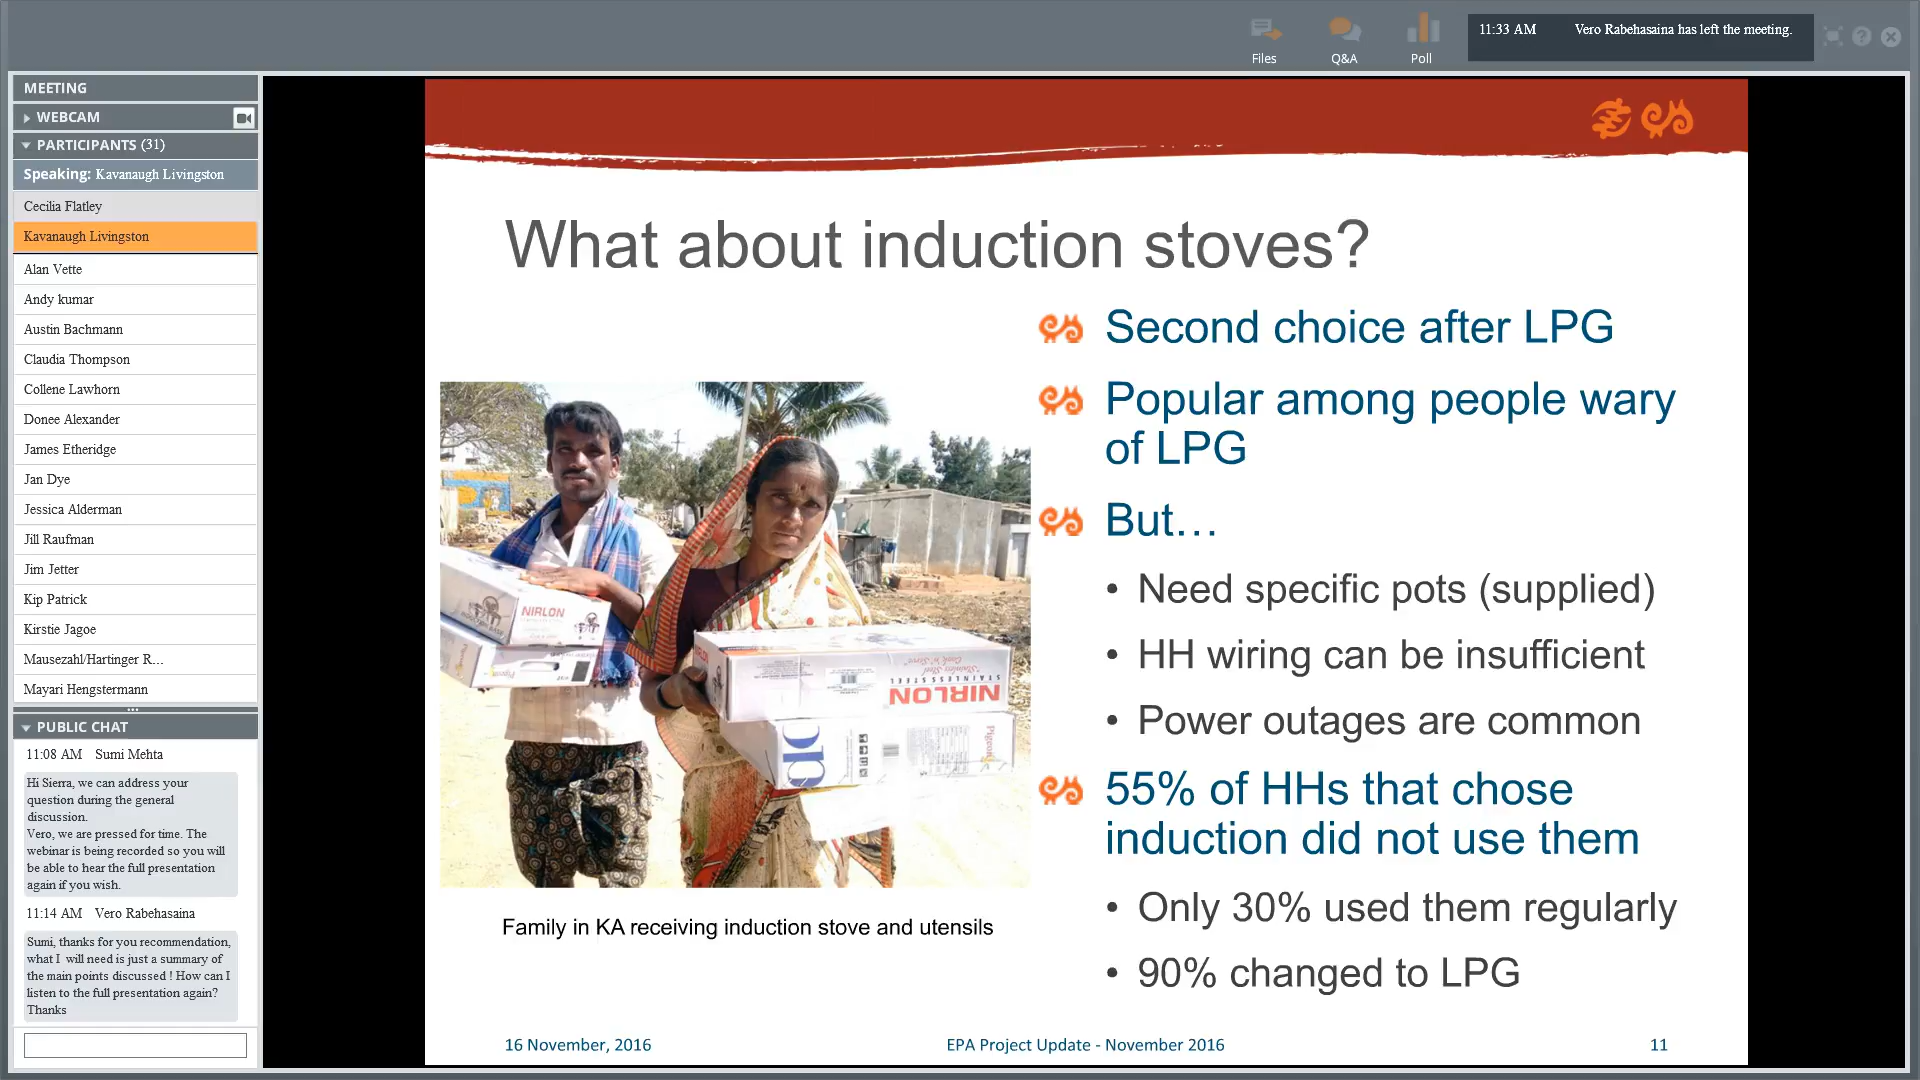 Files
Q&A
Poll
11:33 AM Vero Rabehasaina has left the meeting.
MEETING
WEBCAM
PARTICIPANTS (31)
Speaking: Kavanaugh Livingston
Cecilia Flatley
Kavanaugh Livingston
Alan Vette
Andy kumar
Austin Bachmann
Claudia Thompson
Collene Lawhorn
Donee Alexander
James Etheridge
Jan Dye
Jessica Alderman
Jill Raufman
Jim Jetter
Kip Patrick
Kirstie Jagoe
Mausezahl/Hartinger R...
Mayari Hengstermann
PUBLIC CHAT
11:08 AM Sumi Mehta
Hi Sierra, we can address your
question during the general
discussion.
Vero, we are pressed for time. The
webinar is being recorded so you will
be able to hear the full presentation
again if you wish.
11:14 AM Vero Rabehasaina
Sumi, thanks for you recommendation,
what I will need is just a summary of
the main points discussed ! How can I
listen to the full presentation again?
Thanks
What about induction stoves?
NIRLON
NIRLON
STAINLESS STEEL
Family in KA receiving induction stove and utensils
Second choice after LPG
Popular among people wary
of LPG
But…
• Need specific pots (supplied)
• HH wiring can be insufficient
• Power outages are common
55% of HHs that chose
induction did not use them
• Only 30% used them regularly
• 90% changed to LPG
16 November, 2016
EPA Project Update - November 2016
11